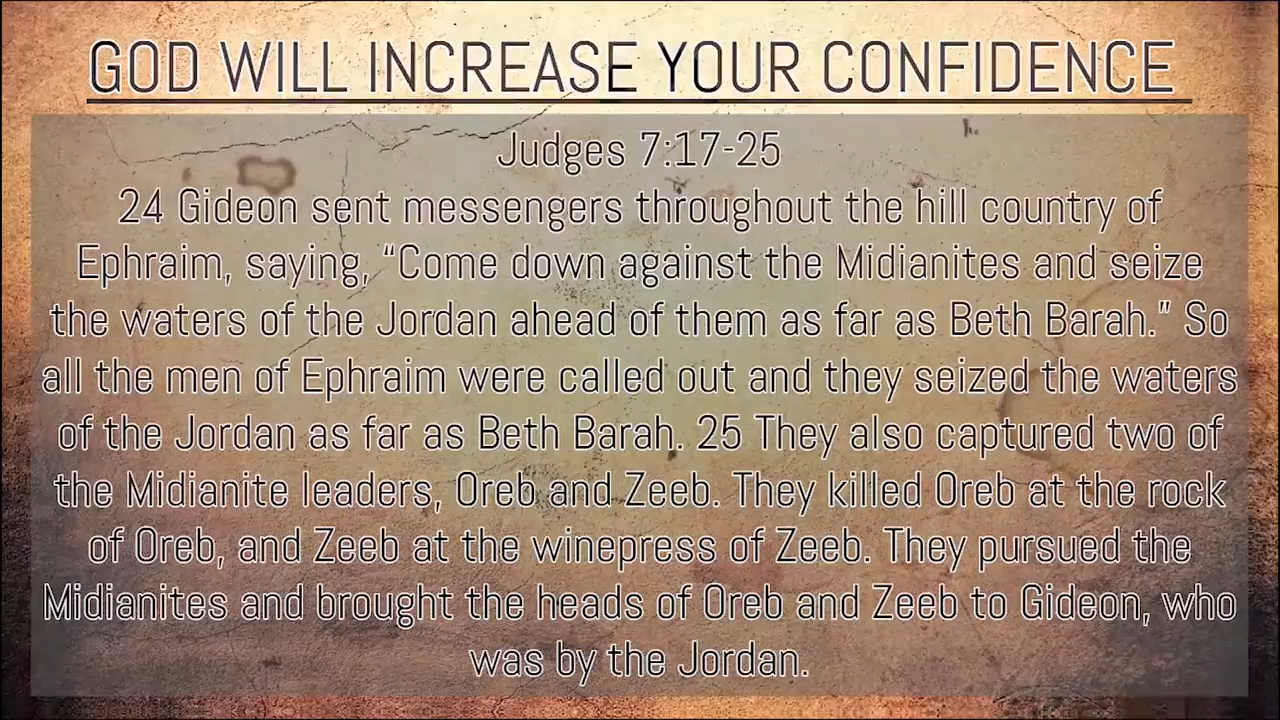 GOD WILL INCREASE YOUR CONFIDENCE
Judges 7:17-25
24 Gideon sent messengers throughout the hill country of
Ephraim, saying, “Come down against the Midianites and seize
the waters of the Jordan ahead of them as far as Beth Barah.” So
all the men of Ephraim were called out and they seized the waters
of the Jordan as far as Beth Barah. 25 They also captured two of
the Midianite leaders, Oreb and Zeeb. They killed Oreb at the rock
of Oreb, and Zeeb at the winepress of Zeeb. They pursued the
Midianites and brought the heads of Oreb and Zeeb to Gideon, who
was by the Jordan.